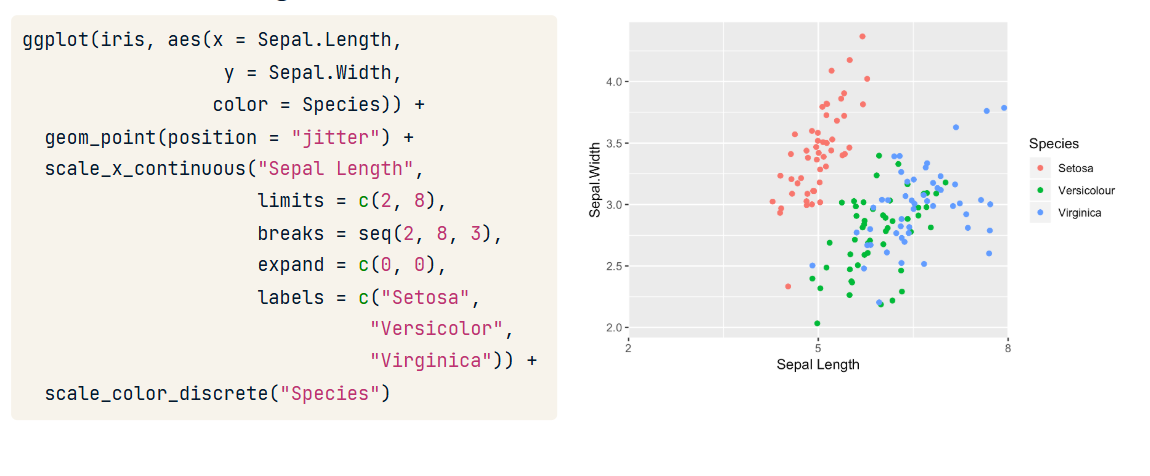 ggplot(iris, aes(x = Sepal.Length,
y = Sepal.Width,
color = Species)) +
geom_point(position = "jitter") +
scale_x_continuous("Sepal Length",
limits = c(2, 8),
breaks = seq(2, 8, 3),
expand = c(0, 0),
labels = c("Setosa",
"Versicolor",
"Virginica")) +
scale_color_discrete("Species")
Sepal.Width
4.0
3.5
3.0
2.5
2.0
2 5 8
Sepal Length
Species
Setosa
Versicolour
Virginica